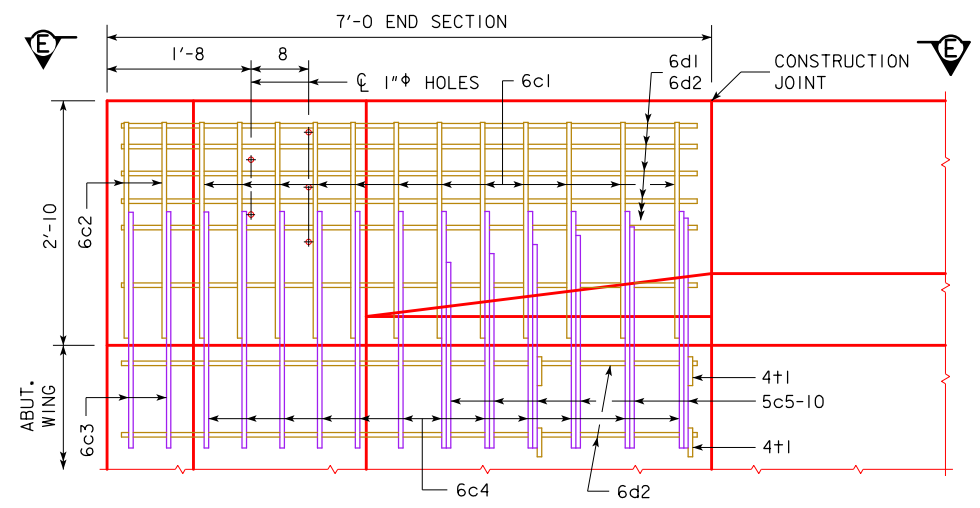 7'-0 END SECTION
E
E
1'-8
8
℄ 1"Φ HOLES
6c1
6d1
6d2
CONSTRUCTION
JOINT
2'-10
6c2
ABUT.
WING
6c3
4t1
5c5-10
4t1
6c4
6d2